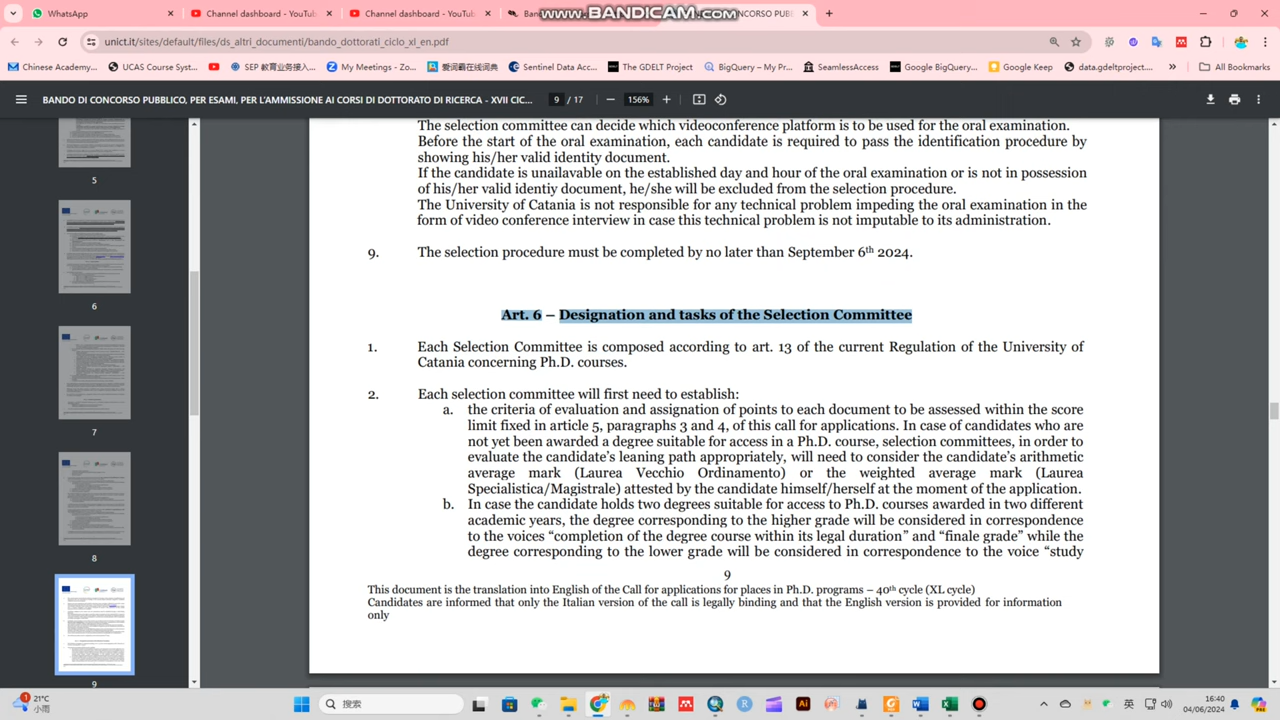 WhatsApp
Channel dashboard - YouTu
Channel dashboard - YouTu
Ban
www.BANDICAM.com
NCORSO PUBB
unict.it/sites/default/files/ds_altri_documenti/bando_dottorati_ciclo_xl_en.pdf
Chinese Academy...
UCAS Course Syst...
SEP 教育业务接入...
My Meetings - Zo...
爱词霸在线词典
Sentinel Data Acc...
The GDELT Project
BigQuery – My Pr...
SeamlessAccess
Google BigQuery...
Google Keep
data.gdeltproject....
All Bookmarks
BANDO DI CONCORSO PUBBLICO, PER ESAMI, PER L'AMMISSIONE AI CORSI DI DOTTORATO DI RICERCA - XVII CIC...
9 / 17
156%
5
6
7
8
9
The selection committee can decide which videoconference platform is to be used for the oral examination.
Before the start of the oral examination, each candidate is required to pass the identification procedure by
showing his/her valid identity document.
If the candidate is unailavable on the established day and hour of the oral examination or is not in possession
of his/her valid identiy document, he/she will be excluded from the selection procedure.
The University of Catania is not responsible for any technical problem impeding the oral examination in the
form of video conference interview in case this technical problem is not imputable to its administration.
9. The selection procedure must be completed by no later than September 6th 2024.
Art. 6 – Designation and tasks of the Selection Committee
1. Each Selection Committee is composed according to art. 13 of the current Regulation of the University of
Catania concerning Ph.D. courses.
2. Each selection committee will first need to establish:
a. the criteria of evaluation and assignation of points to each document to be assessed within the score
limit fixed in article 5, paragraphs 3 and 4, of this call for applications. In case of candidates who are
not yet been awarded a degree suitable for access in a Ph.D. course, selection committees, in order to
evaluate the candidate's leaning path appropriately, will need to consider the candidate's arithmetic
average mark (Laurea Vecchio Ordinamento) or the weighted average mark (Laurea
Specialistica/Magistrale) attested by the candidate himself/herself at the moment of the application.
b. In case the candidate holds two degrees suitable for access to Ph.D. courses awarded in two different
academic years, the degree corresponding to the higher grade will be considered in correspondence
to the voices “completion of the degree course within its legal duration” and “finale grade” while the
degree corresponding to the lower grade will be considered in correspondence to the voice “study
9
This document is the translation into English of the Call for applications for places in Ph.D. programs – 40th cycle (XL cycle)
Candidates are informed that only the Italian version of the call is legally binding and that the English version is provided for information
only
1
21°C
小雨
搜索
英
16:40
04/06/2024